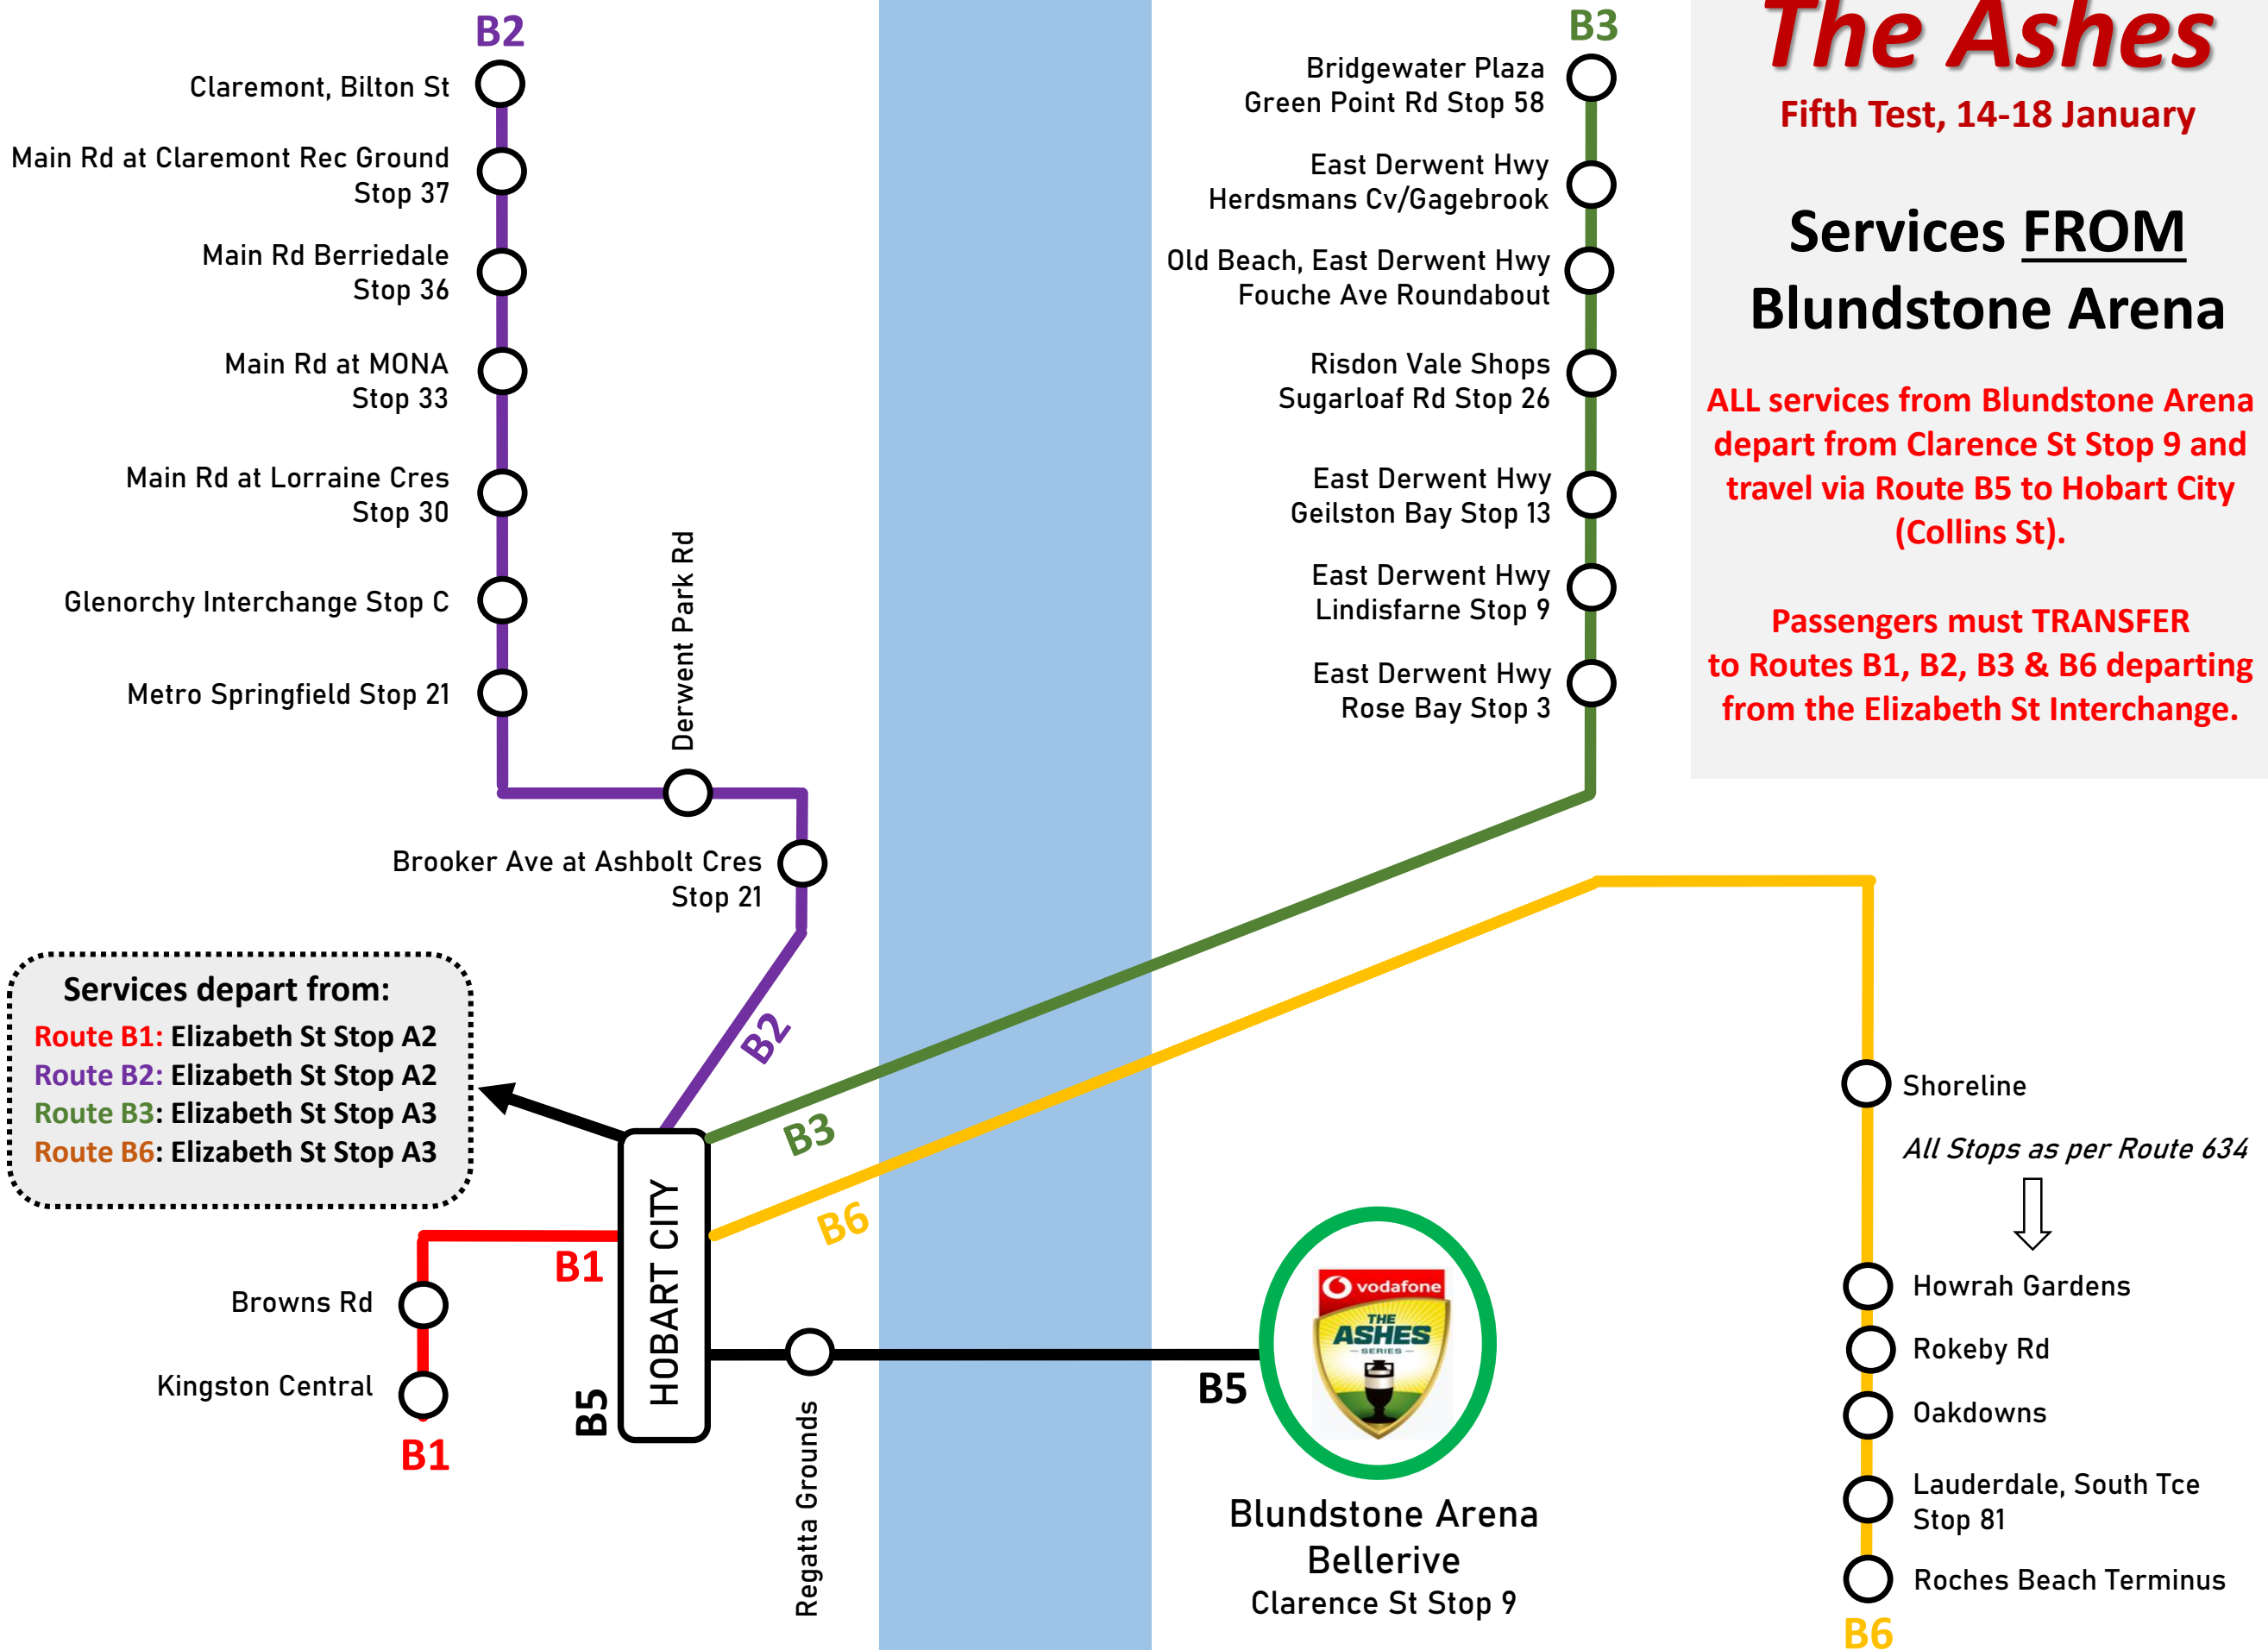 The Ashes
Fifth Test, 14-18 January
Services FROM
Blundstone Arena
ALL services from Blundstone Arena
depart from Clarence St Stop 9 and
travel via Route B5 to Hobart City
(Collins St).
Passengers must TRANSFER
to Routes B1, B2, B3 & B6 departing
from the Elizabeth St Interchange.
B2
Claremont, Bilton St
Main Rd at Claremont Rec Ground
Stop 37
Main Rd Berriedale
Stop 36
Main Rd at MONA
Stop 33
Main Rd at Lorraine Cres
Stop 30
Glenorchy Interchange Stop C
Metro Springfield Stop 21
Derwent Park Rd
Brooker Ave at Ashbolt Cres
Stop 21
B2
B3
Bridgewater Plaza
Green Point Rd Stop 58
East Derwent Hwy
Herdsmans Cv/Gagebrook
Old Beach, East Derwent Hwy
Fouche Ave Roundabout
Risdon Vale Shops
Sugarloaf Rd Stop 26
East Derwent Hwy
Geilston Bay Stop 13
East Derwent Hwy
Lindisfarne Stop 9
East Derwent Hwy
Rose Bay Stop 3
B3
Services depart from:
Route B1: Elizabeth St Stop A2
Route B2: Elizabeth St Stop A2
Route B3: Elizabeth St Stop A3
Route B6: Elizabeth St Stop A3
HOBART CITY
B1
Browns Rd
Kingston Central
B1
B5
Regatta Grounds
B5
vodafone
THE
ASHES
SERIES
Blundstone Arena
Bellerive
Clarence St Stop 9
B6
Shoreline
All Stops as per Route 634
Howrah Gardens
Rokeby Rd
Oakdowns
Lauderdale, South Tce
Stop 81
Roches Beach Terminus
B6